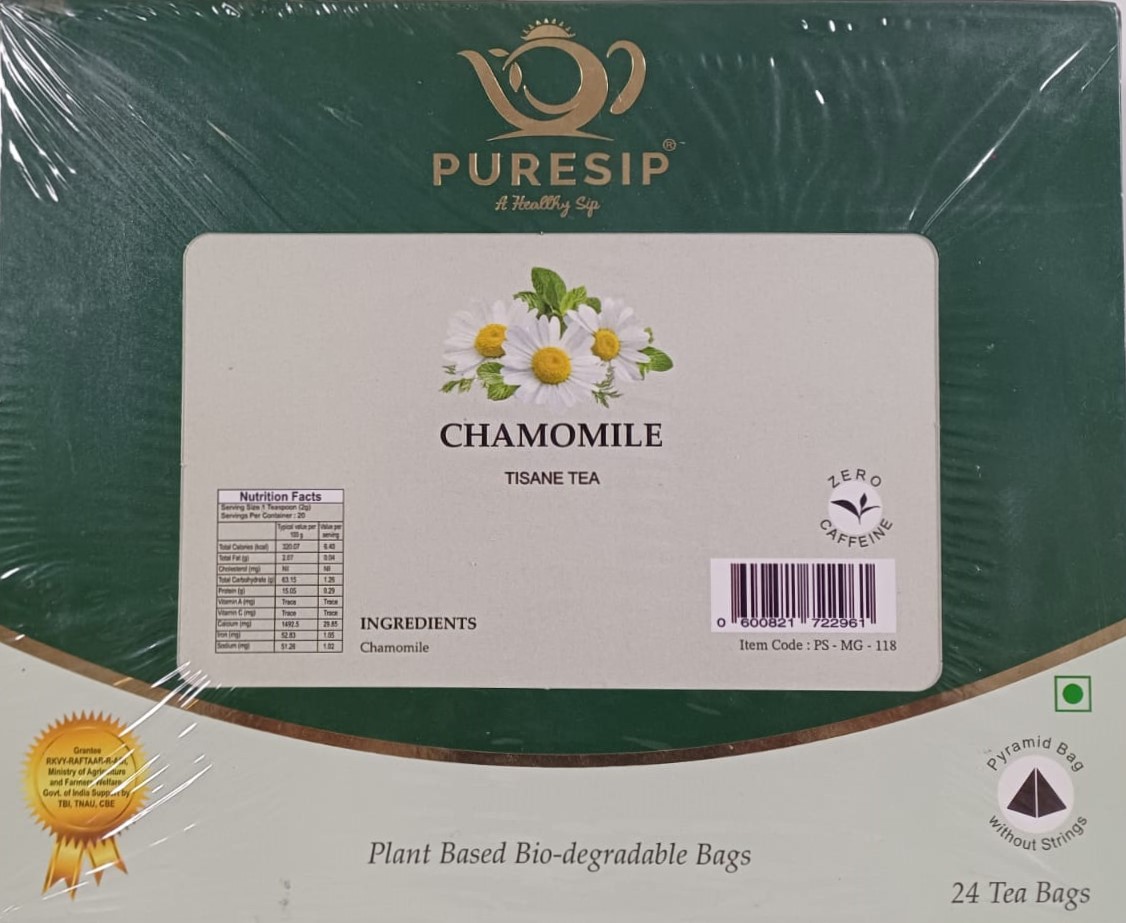 PURESIP®
A Healthy Sip
CHAMOMILE
TISANE TEA
ZERO
CAFFEINE
Nutrition Facts
Serving Size 1 Teaspoon (2g)
Servings Per Container : 20
Typical value per 100 g Value per serving
Total Calories (kcal) 320.07 6.40
Total Fat (g) 2.07 0.04
Cholesterol (mg) Nil Nil
Total Carbohydrate (g) 63.15 1.26
Protein (g) 15.05 0.29
Vitamin A (mg) Trace Trace
Vitamin C (mg) Trace Trace
Calcium (mg) 1492.5 29.85
Iron (mg) 52.83 1.05
Sodium (mg) 51.26 1.02
INGREDIENTS
Chamomile
0 600821 722961
Item Code : PS - MG - 118
Grantee
RKVY-RAFTAAR-R-ABI,
Ministry of Agriculture
and Farmers Welfare
Govt. of India Support by
TBI, TNAU, CBE
Pyramid Bag
Without Strings
Plant Based Bio-degradable Bags
24 Tea Bags